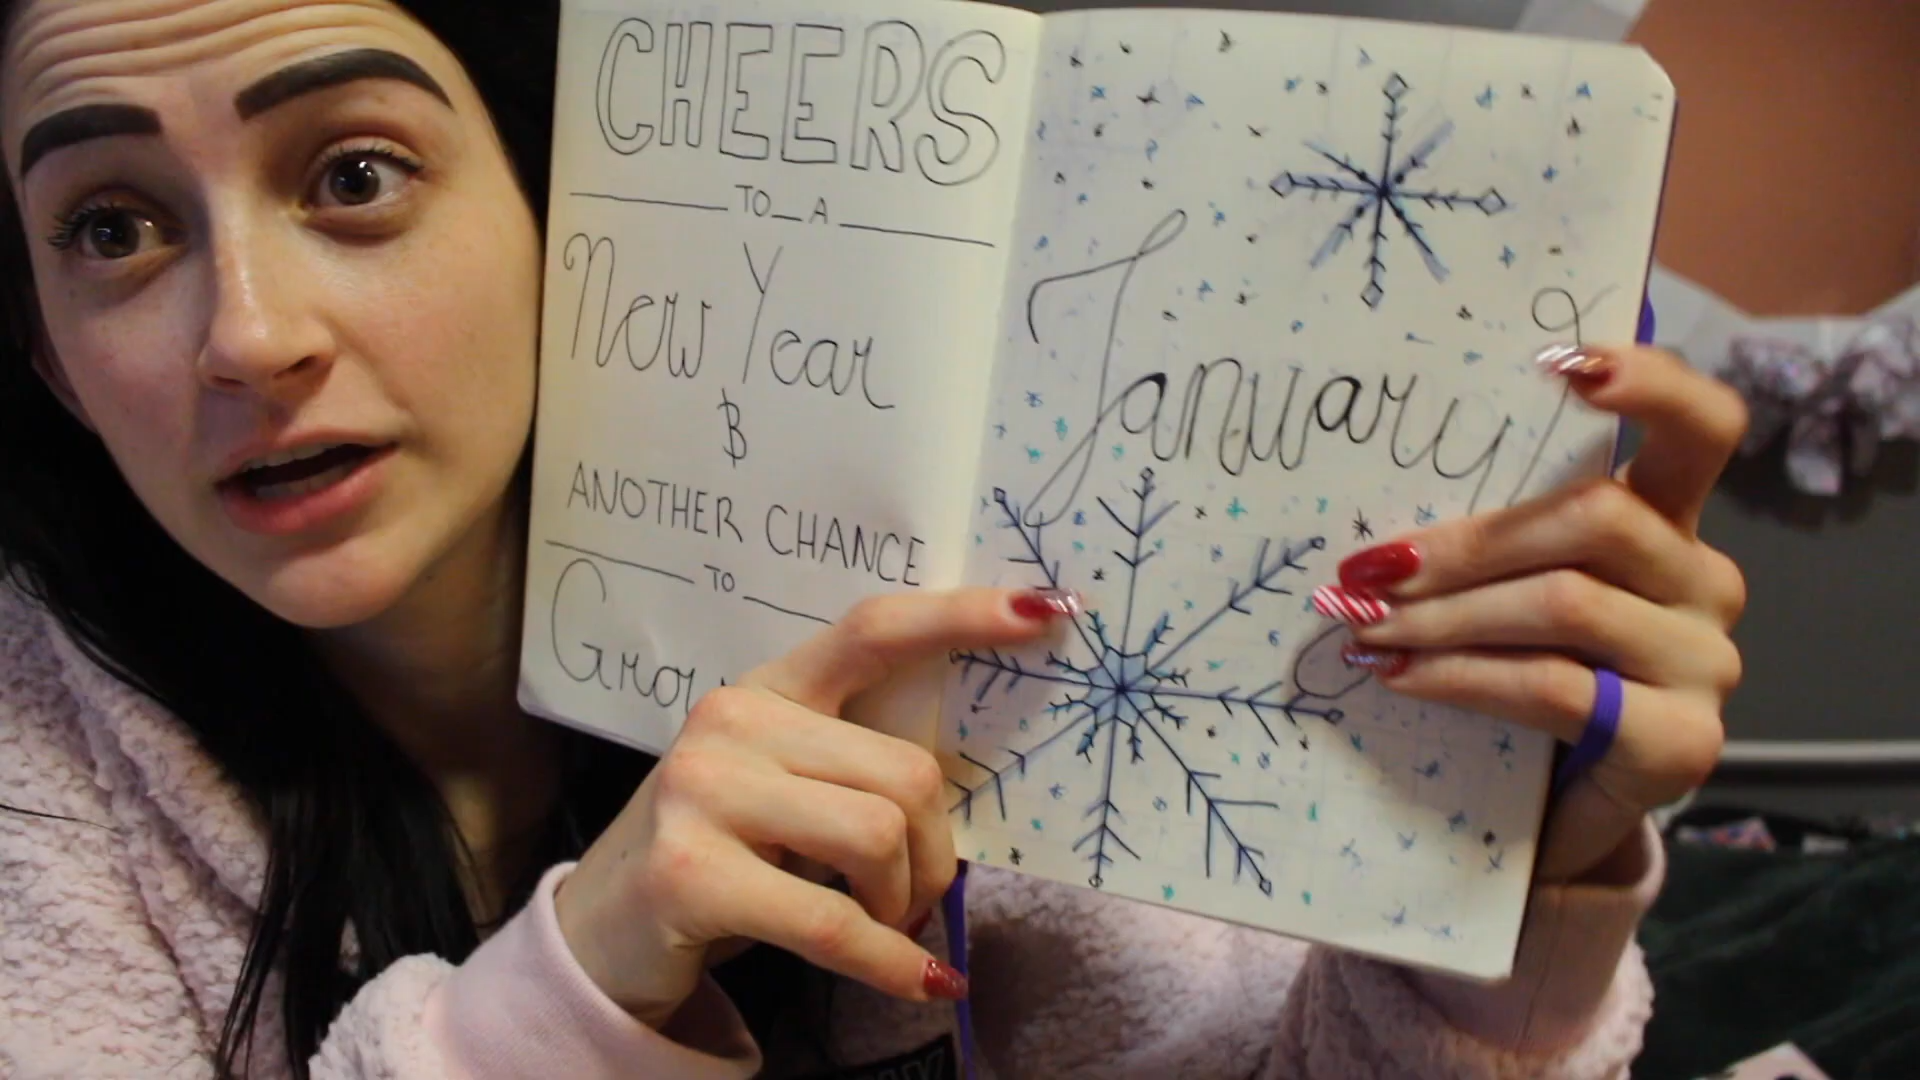 CHEERS
TO A
New Year
&
ANOTHER CHANCE
TO
January